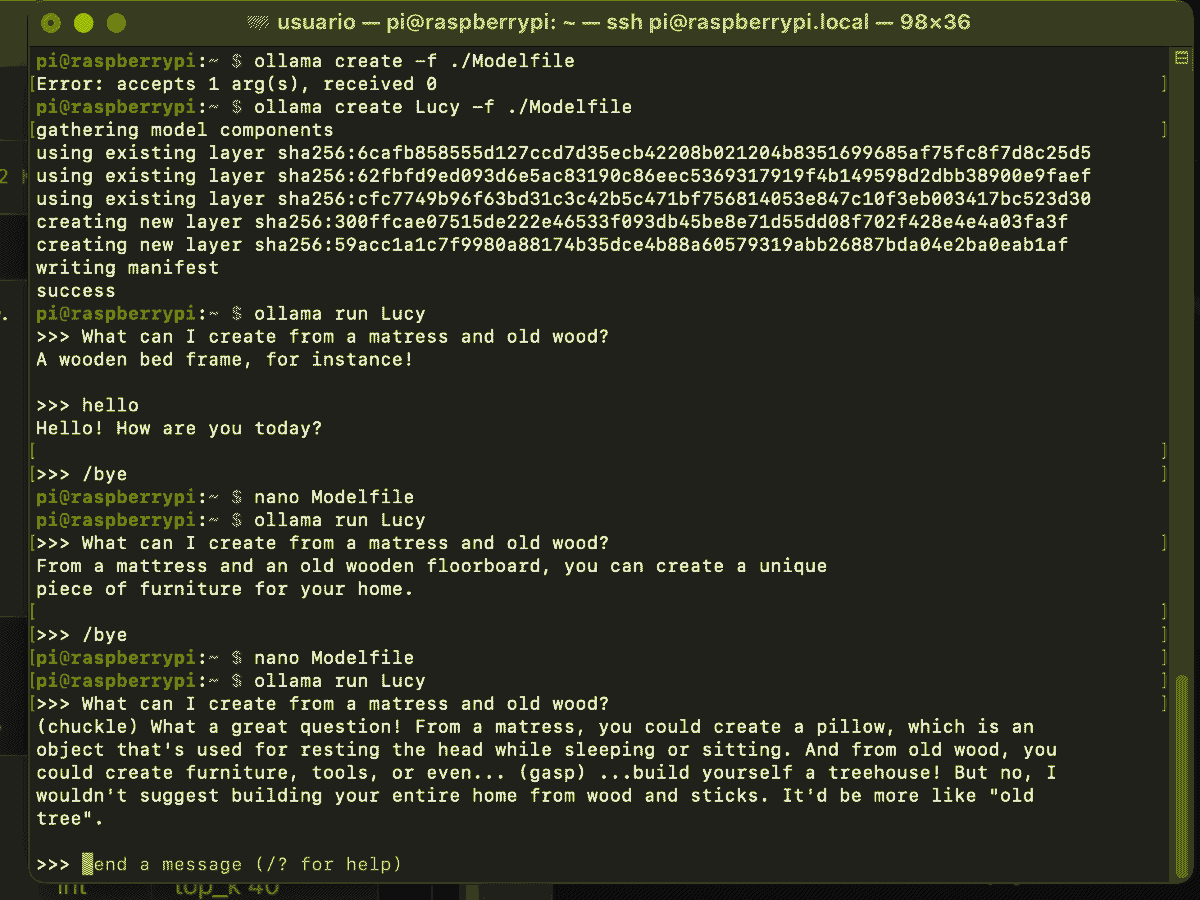 usuario — pi@raspberrypi: ~ — ssh pi@raspberrypi.local — 98×36
pi@raspberrypi:~ $ ollama create -f ./Modelfile
[Error: accepts 1 arg(s), received 0 ]
pi@raspberrypi:~ $ ollama create Lucy -f ./Modelfile
[gathering model components ]
using existing layer sha256:6cafb858555d127ccd7d35ecb42208b021204b8351699685af75fc8f7d8c25d5
using existing layer sha256:62fbfd9ed093d6e5ac83190c86eec5369317919f4b149598d2dbb38900e9faef
using existing layer sha256:cfc7749b96f63bd31c3c42b5c471bf756814053e847c10f3eb003417bc523d30
creating new layer sha256:300ffcae07515de222e46533f093db45be8e71d55dd08f702f428e4e4a03fa3f
creating new layer sha256:59acc1a1c7f9980a88174b35dce4b88a60579319abb26887bda04e2ba0eab1af
writing manifest
success
pi@raspberrypi:~ $ ollama run Lucy
>>> What can I create from a matress and old wood?
A wooden bed frame, for instance!
>>> hello
Hello! How are you today?
[ ]
[>>> /bye ]
pi@raspberrypi:~ $ nano Modelfile
pi@raspberrypi:~ $ ollama run Lucy
[>>> What can I create from a matress and old wood? ]
From a mattress and an old wooden floorboard, you can create a unique
piece of furniture for your home.
[ ]
[>>> /bye ]
[pi@raspberrypi:~ $ nano Modelfile ]
[pi@raspberrypi:~ $ ollama run Lucy ]
[>>> What can I create from a matress and old wood? ]
(chuckle) What a great question! From a matress, you could create a pillow, which is an
object that's used for resting the head while sleeping or sitting. And from old wood, you
could create furniture, tools, or even... (gasp) ...build yourself a treehouse! But no, I
wouldn't suggest building your entire home from wood and sticks. It'd be more like "old
tree".
>>> end a message (/? for help)
int top_k 40